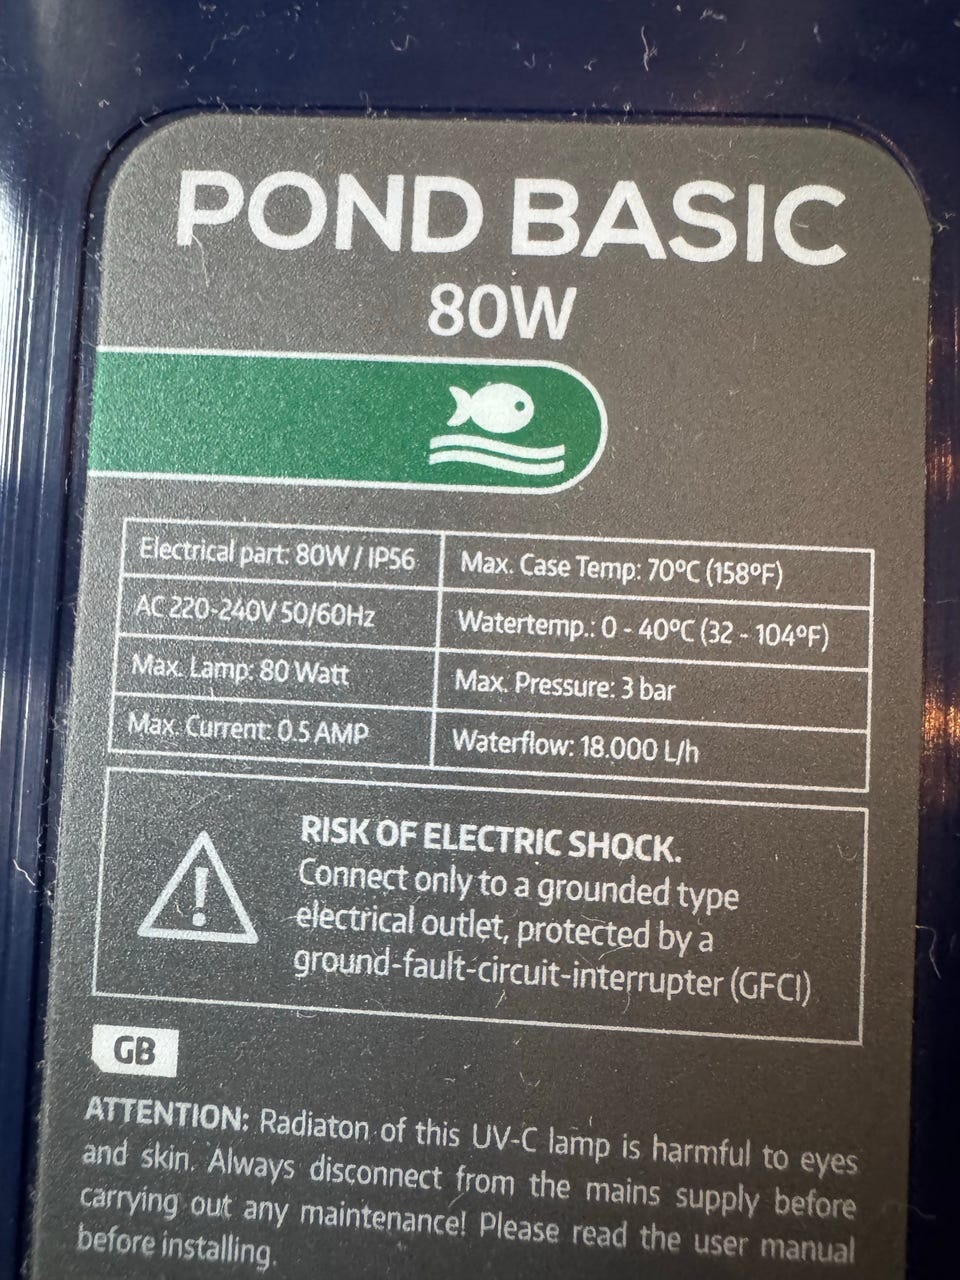 POND BASIC
80W
Electrical part: 80W / IP56
Max. Case Temp: 70ºC (158ºF)
AC 220-240V 50/60Hz
Watertemp.: 0 - 40ºC (32 - 104ºF)
Max. Lamp: 80 Watt
Max. Pressure: 3 bar
Max. Current: 0.5 AMP
Waterflow: 18.000 L/h
RISK OF ELECTRIC SHOCK.
Connect only to a grounded type
electrical outlet, protected by a
ground-fault-circuit-interrupter (GFCI)
GB
ATTENTION: Radiaton of this UV-C lamp is harmful to eyes
and skin. Always disconnect from the mains supply before
carrying out any maintenance! Please read the user manual
before installing.